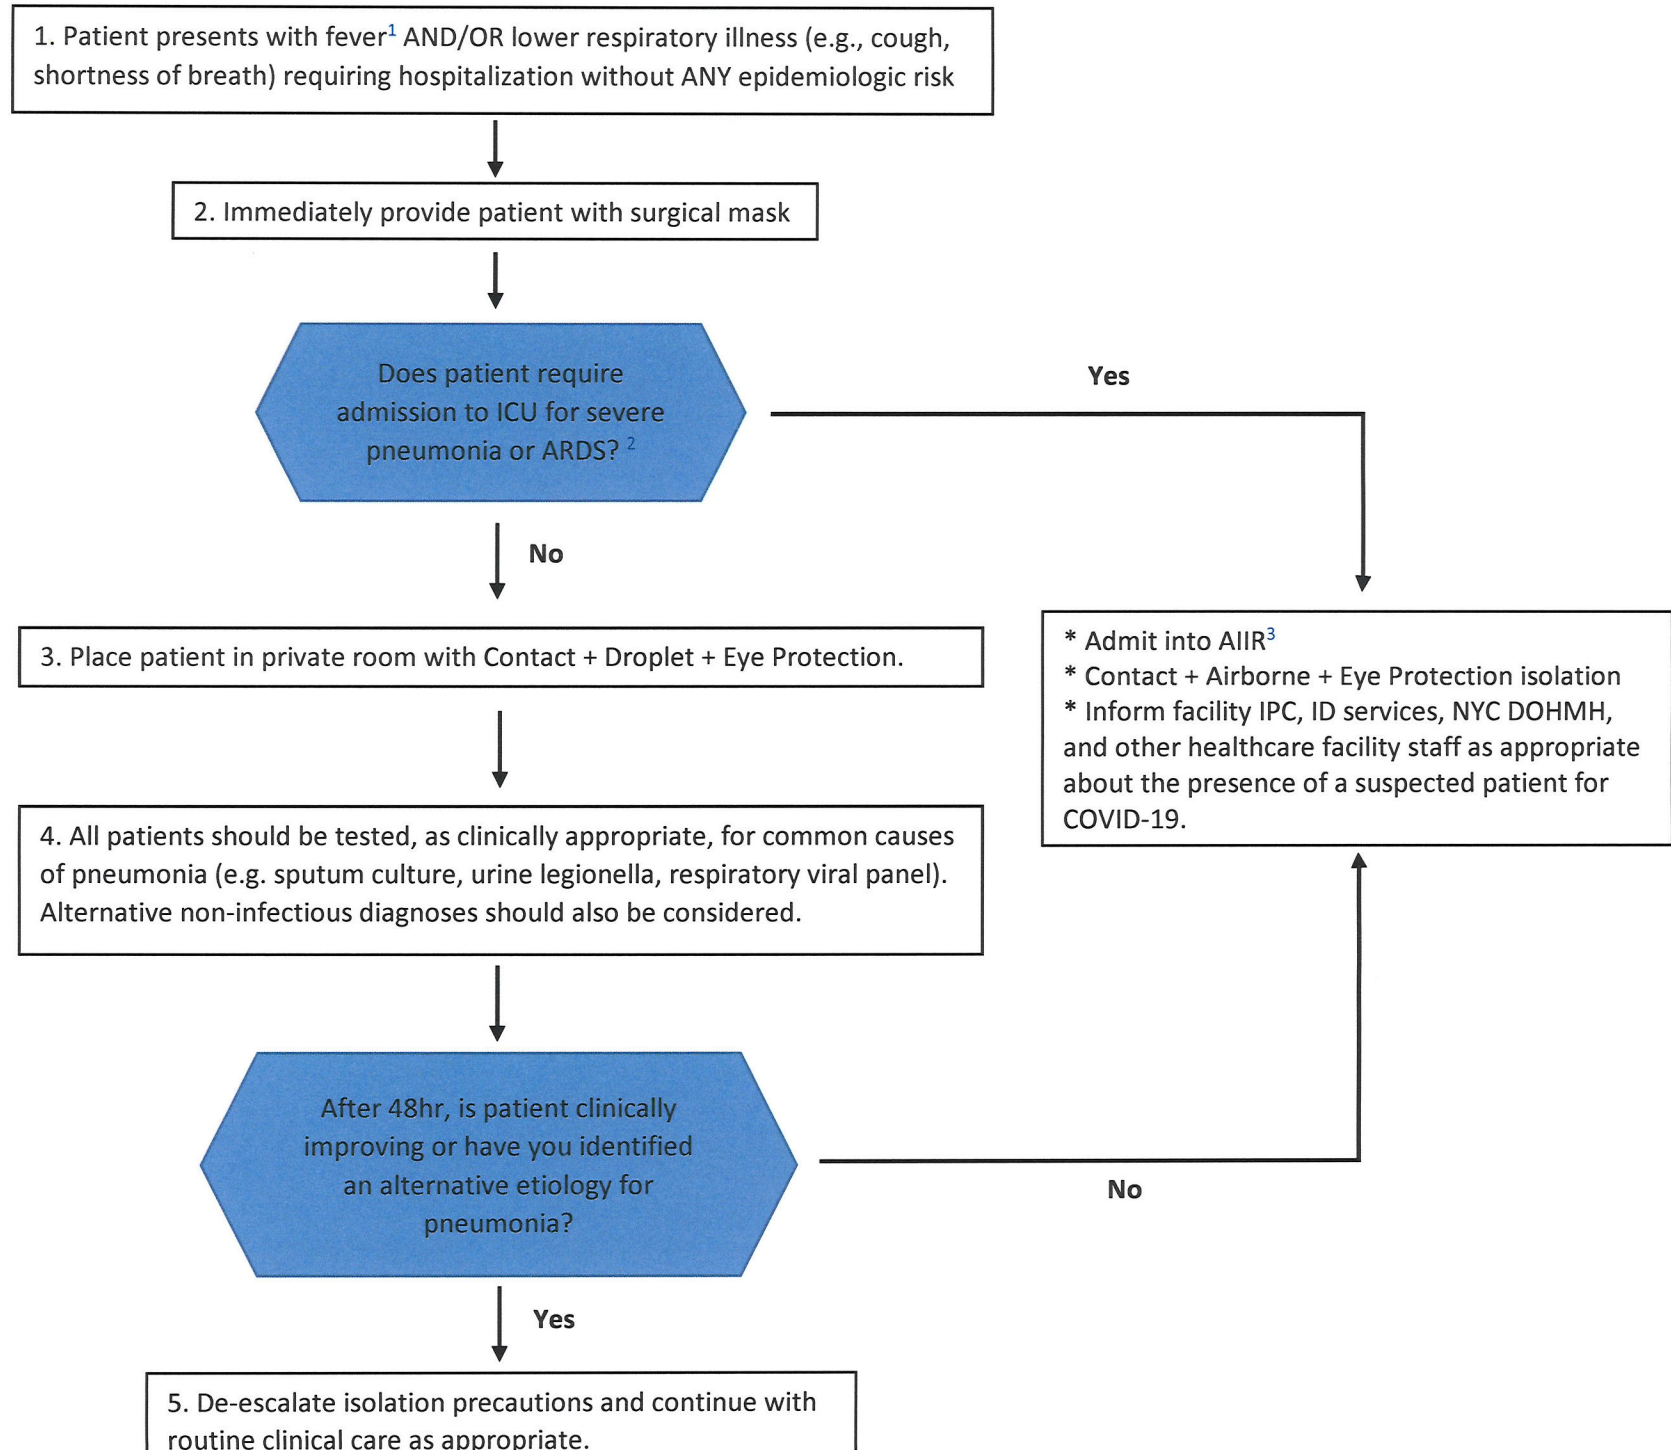 1. Patient presents with fever1 AND/OR lower respiratory illness (e.g., cough,
shortness of breath) requiring hospitalization without ANY epidemiologic risk
2. Immediately provide patient with surgical mask
Does patient require
admission to ICU for severe
pneumonia or ARDS? 2
Yes
No
3. Place patient in private room with Contact + Droplet + Eye Protection.
* Admit into AIIR3
* Contact + Airborne + Eye Protection isolation
* Inform facility IPC, ID services, NYC DOHMH,
and other healthcare facility staff as appropriate
about the presence of a suspected patient for
COVID-19.
4. All patients should be tested, as clinically appropriate, for common causes
of pneumonia (e.g. sputum culture, urine legionella, respiratory viral panel).
Alternative non-infectious diagnoses should also be considered.
After 48hr, is patient clinically
improving or have you identified
an alternative etiology for
pneumonia?
No
Yes
5. De-escalate isolation precautions and continue with
routine clinical care as appropriate.